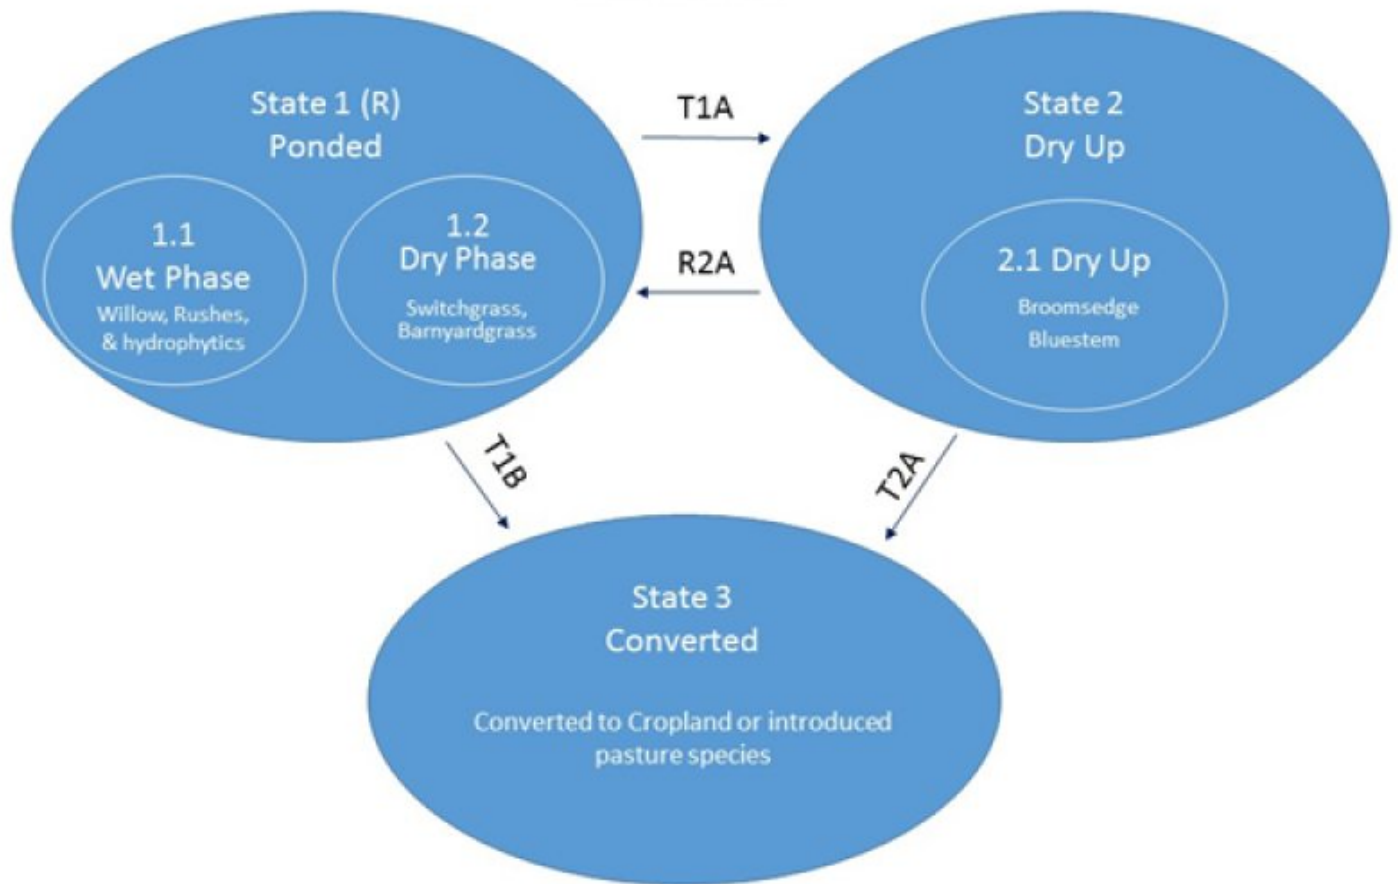 State 1 (R)
Ponded
1.1
Wet Phase
Willow, Rushes,
& hydrophytics
1.2
Dry Phase
Switchgrass,
Barnyardgrass
T1A
R2A
State 2
Dry Up
2.1 Dry Up
Broomsedge
Bluestem
T1B
T2A
State 3
Converted
Converted to Cropland or introduced
pasture species